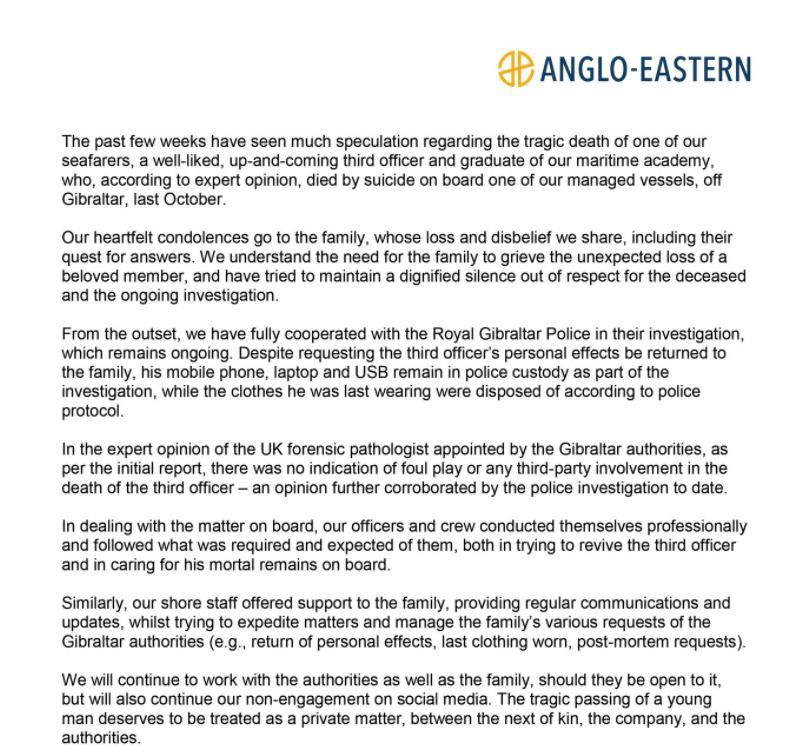 ANGLO-EASTERN
The past few weeks have seen much speculation regarding the tragic death of one of our
seafarers, a well-liked, up-and-coming third officer and graduate of our maritime academy,
who, according to expert opinion, died by suicide on board one of our managed vessels, off
Gibraltar, last October.
Our heartfelt condolences go to the family, whose loss and disbelief we share, including their
quest for answers. We understand the need for the family to grieve the unexpected loss of a
beloved member, and have tried to maintain a dignified silence out of respect for the deceased
and the ongoing investigation.
From the outset, we have fully cooperated with the Royal Gibraltar Police in their investigation,
which remains ongoing. Despite requesting the third officer's personal effects be returned to
the family, his mobile phone, laptop and USB remain in police custody as part of the
investigation, while the clothes he was last wearing were disposed of according to police
protocol.
In the expert opinion of the UK forensic pathologist appointed by the Gibraltar authorities, as
per the initial report, there was no indication of foul play or any third-party involvement in the
death of the third officer – an opinion further corroborated by the police investigation to date.
In dealing with the matter on board, our officers and crew conducted themselves professionally
and followed what was required and expected of them, both in trying to revive the third officer
and in caring for his mortal remains on board.
Similarly, our shore staff offered support to the family, providing regular communications and
updates, whilst trying to expedite matters and manage the family's various requests of the
Gibraltar authorities (e.g., return of personal effects, last clothing worn, post-mortem requests).
We will continue to work with the authorities as well as the family, should they be open to it,
but will also continue our non-engagement on social media. The tragic passing of a young
man deserves to be treated as a private matter, between the next of kin, the company, and the
authorities.